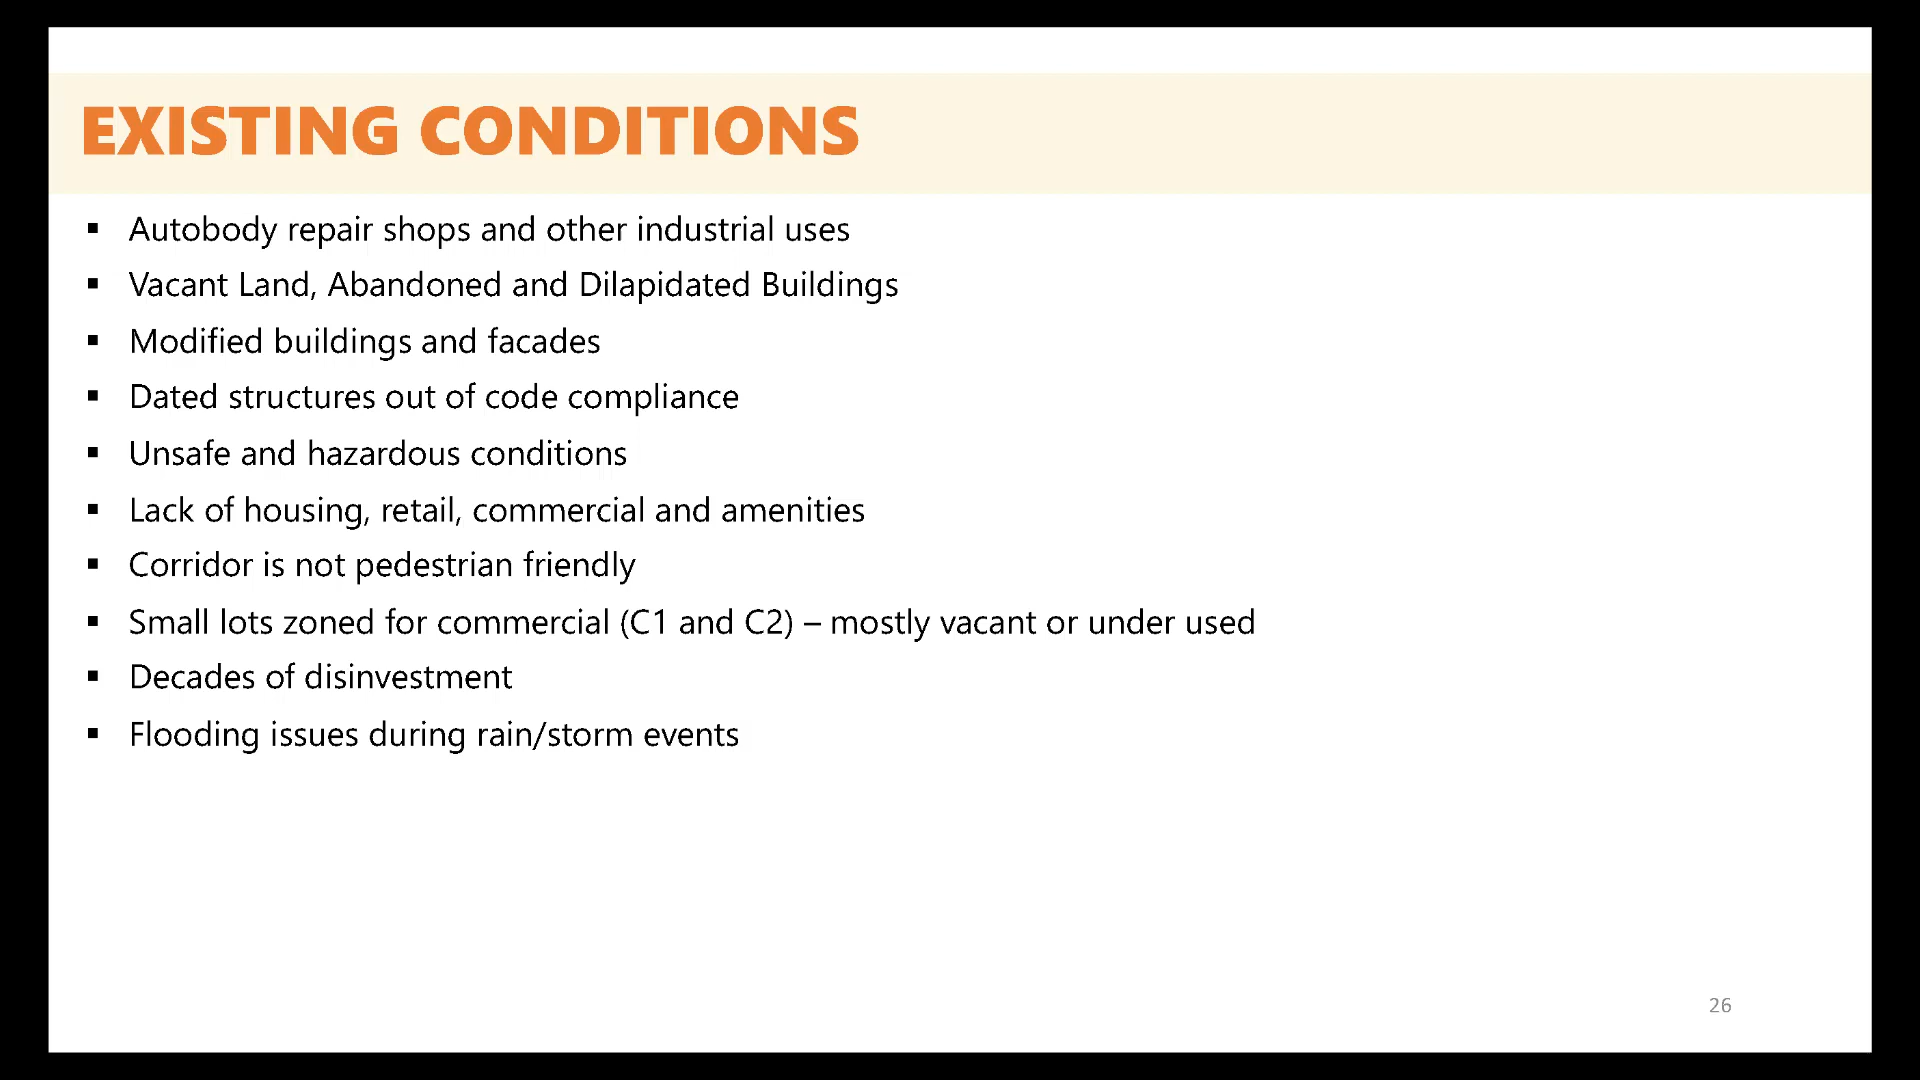 EXISTING CONDITIONS
▪ Autobody repair shops and other industrial uses
▪ Vacant Land, Abandoned and Dilapidated Buildings
▪ Modified buildings and facades
▪ Dated structures out of code compliance
▪ Unsafe and hazardous conditions
▪ Lack of housing, retail, commercial and amenities
▪ Corridor is not pedestrian friendly
▪ Small lots zoned for commercial (C1 and C2) – mostly vacant or under used
▪ Decades of disinvestment
▪ Flooding issues during rain/storm events
26